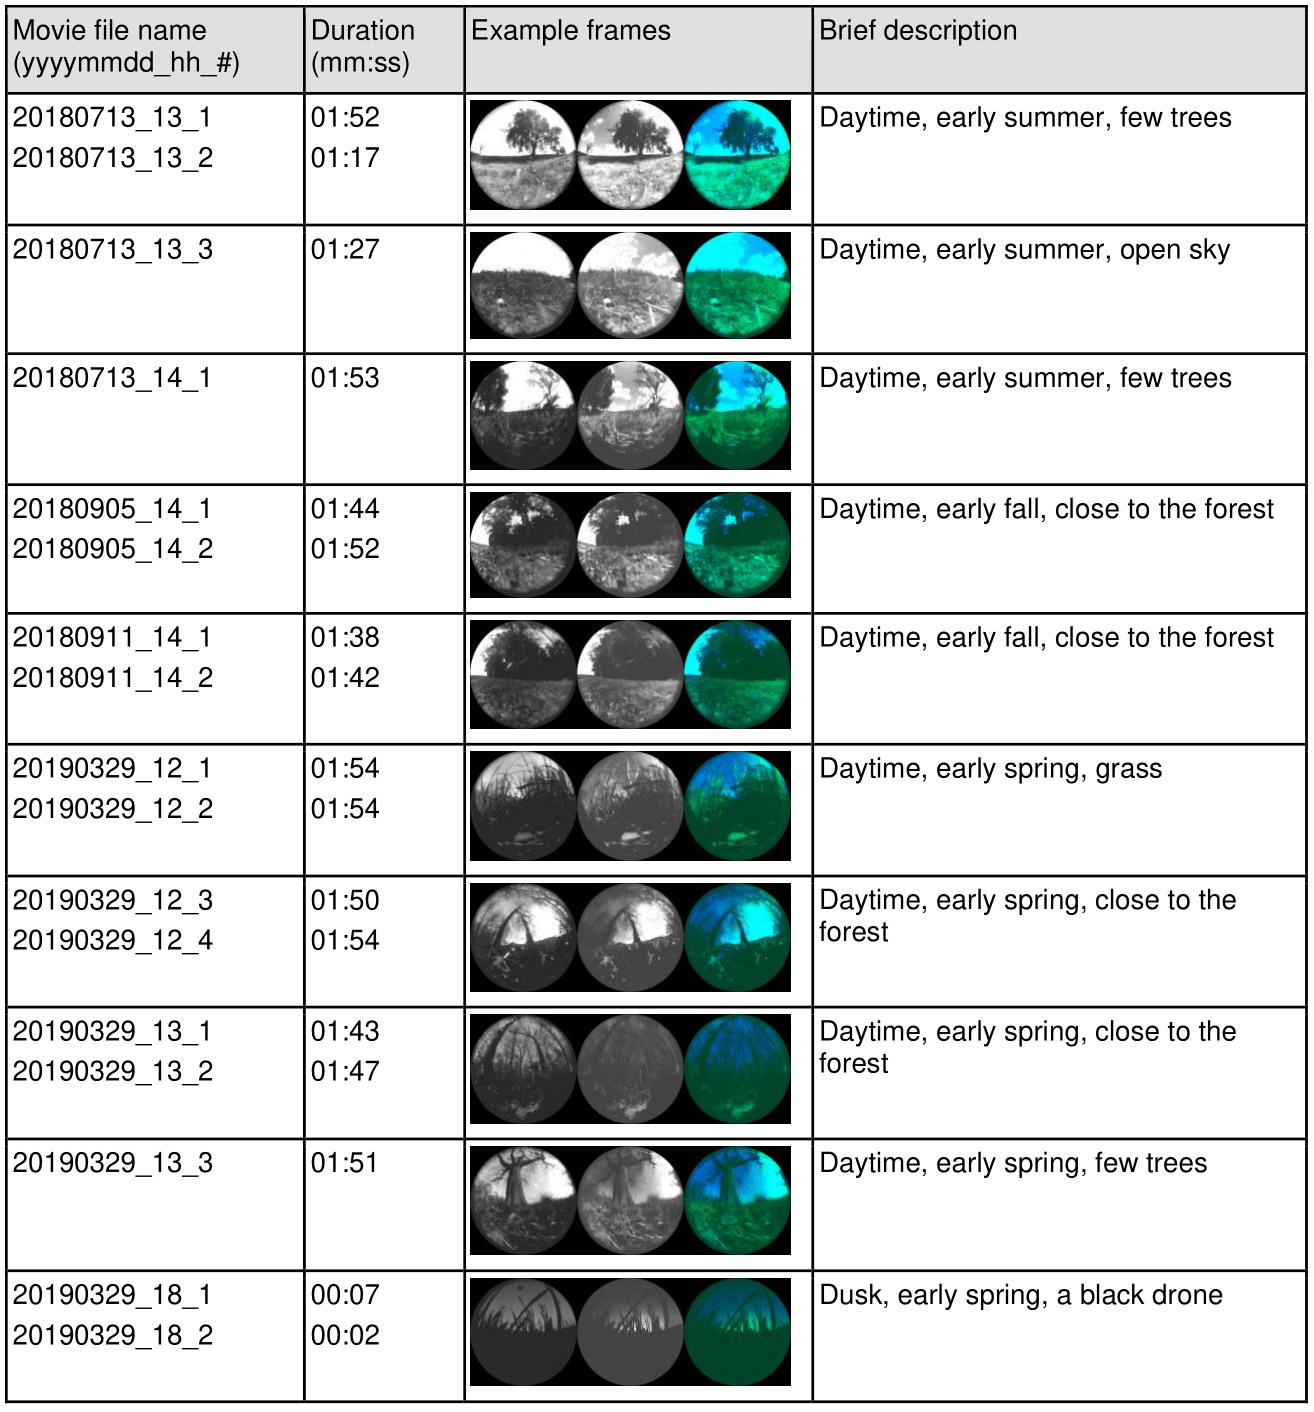 Movie file name
(yyyymmdd_hh_#)
Duration
(mm:ss)
Example frames
Brief description
20180713_13_1
20180713_13_2
01:52
01:17
Daytime, early summer, few trees
20180713_13_3
01:27
Daytime, early summer, open sky
20180713_14_1
01:53
Daytime, early summer, few trees
20180905_14_1
20180905_14_2
01:44
01:52
Daytime, early fall, close to the forest
20180911_14_1
20180911_14_2
01:38
01:42
Daytime, early fall, close to the forest
20190329_12_1
20190329_12_2
01:54
01:54
Daytime, early spring, grass
20190329_12_3
20190329_12_4
01:50
01:54
Daytime, early spring, close to the
forest
20190329_13_1
20190329_13_2
01:43
01:47
Daytime, early spring, close to the
forest
20190329_13_3
01:51
Daytime, early spring, few trees
20190329_18_1
20190329_18_2
00:07
00:02
Dusk, early spring, a black drone